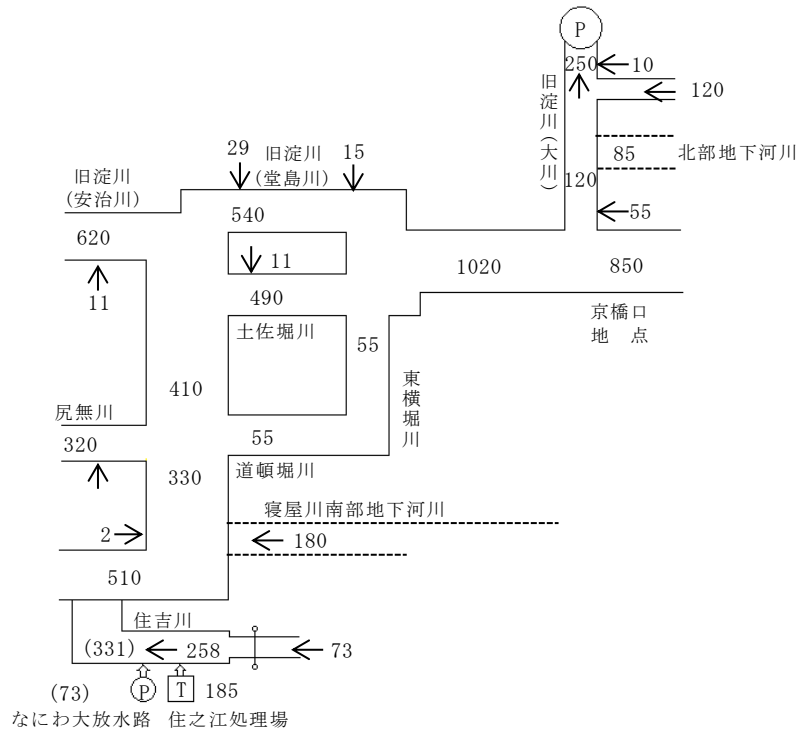 P
250
10
120
旧淀川(大川)
85
北部地下河川
120
55
29
旧淀川
(堂島川)
15
旧淀川
(安治川)
540
620
11
1020
850
11
490
京橋口
地 点
土佐堀川
55
東横堀川
410
尻無川
55
320
道頓堀川
330
寝屋川南部地下河川
2
180
510
住吉川
(331)
258
73
(73)
P
T
185
なにわ大放水路
住之江処理場